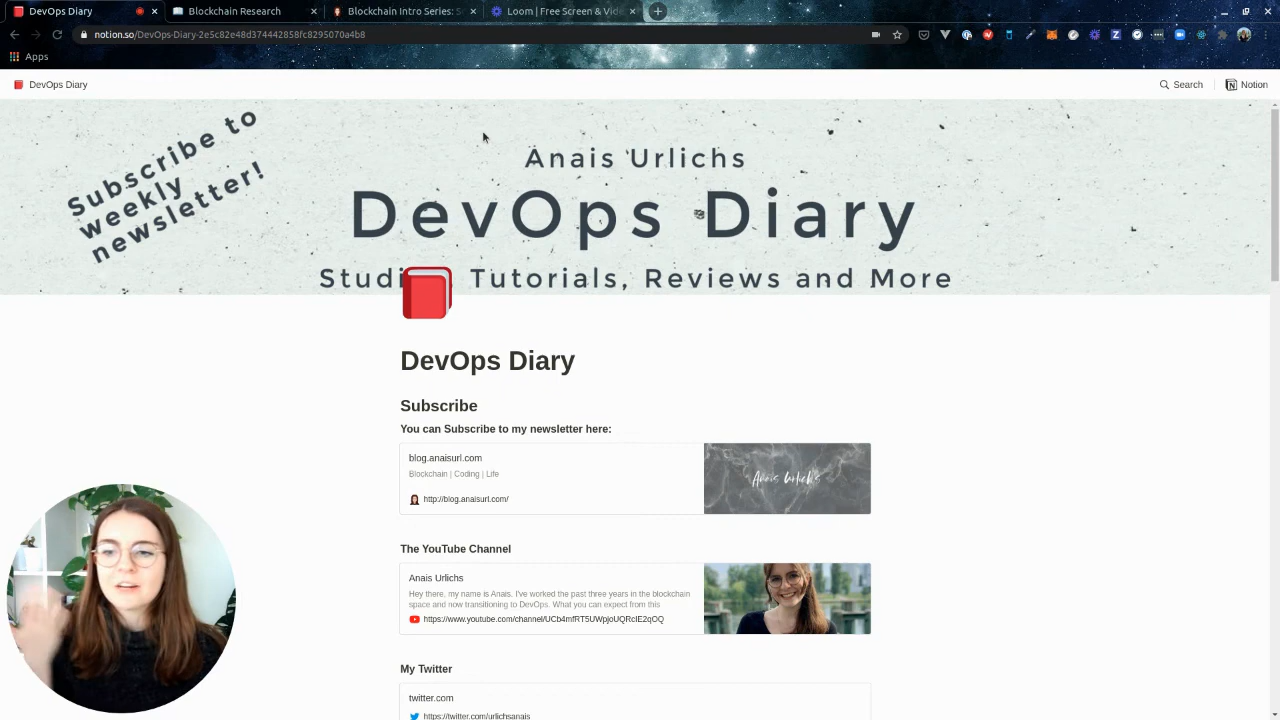 DevOps Diary
Blockchain Research
Blockchain Intro Series: S
Loom | Free Screen & Vide
notion.so/DevOps-Diary-2e5c82e48d374442858fc8295070a4b8
Apps
DevOps Diary
Search
Notion
Subscribe to
weekly
newsletter!
Anais Urlichs
DevOps Diary
Tutorials, Reviews and More
DevOps Diary
Subscribe
You can Subscribe to my newsletter here:
blog.anaisurl.com
Blockchain | Coding | Life
http://blog.anaisurl.com/
Anais Urlichs
The YouTube Channel
Anais Urlichs
Hey there, my name is Anais. I've worked the past three years in the blockchain
space and now transitioning to DevOps. What you can expect from this
https://www.youtube.com/channel/UCb4mfRT5UWpjoUQRcIE2qOQ
My Twitter
twitter.com
https://twitter.com/urlichsanais